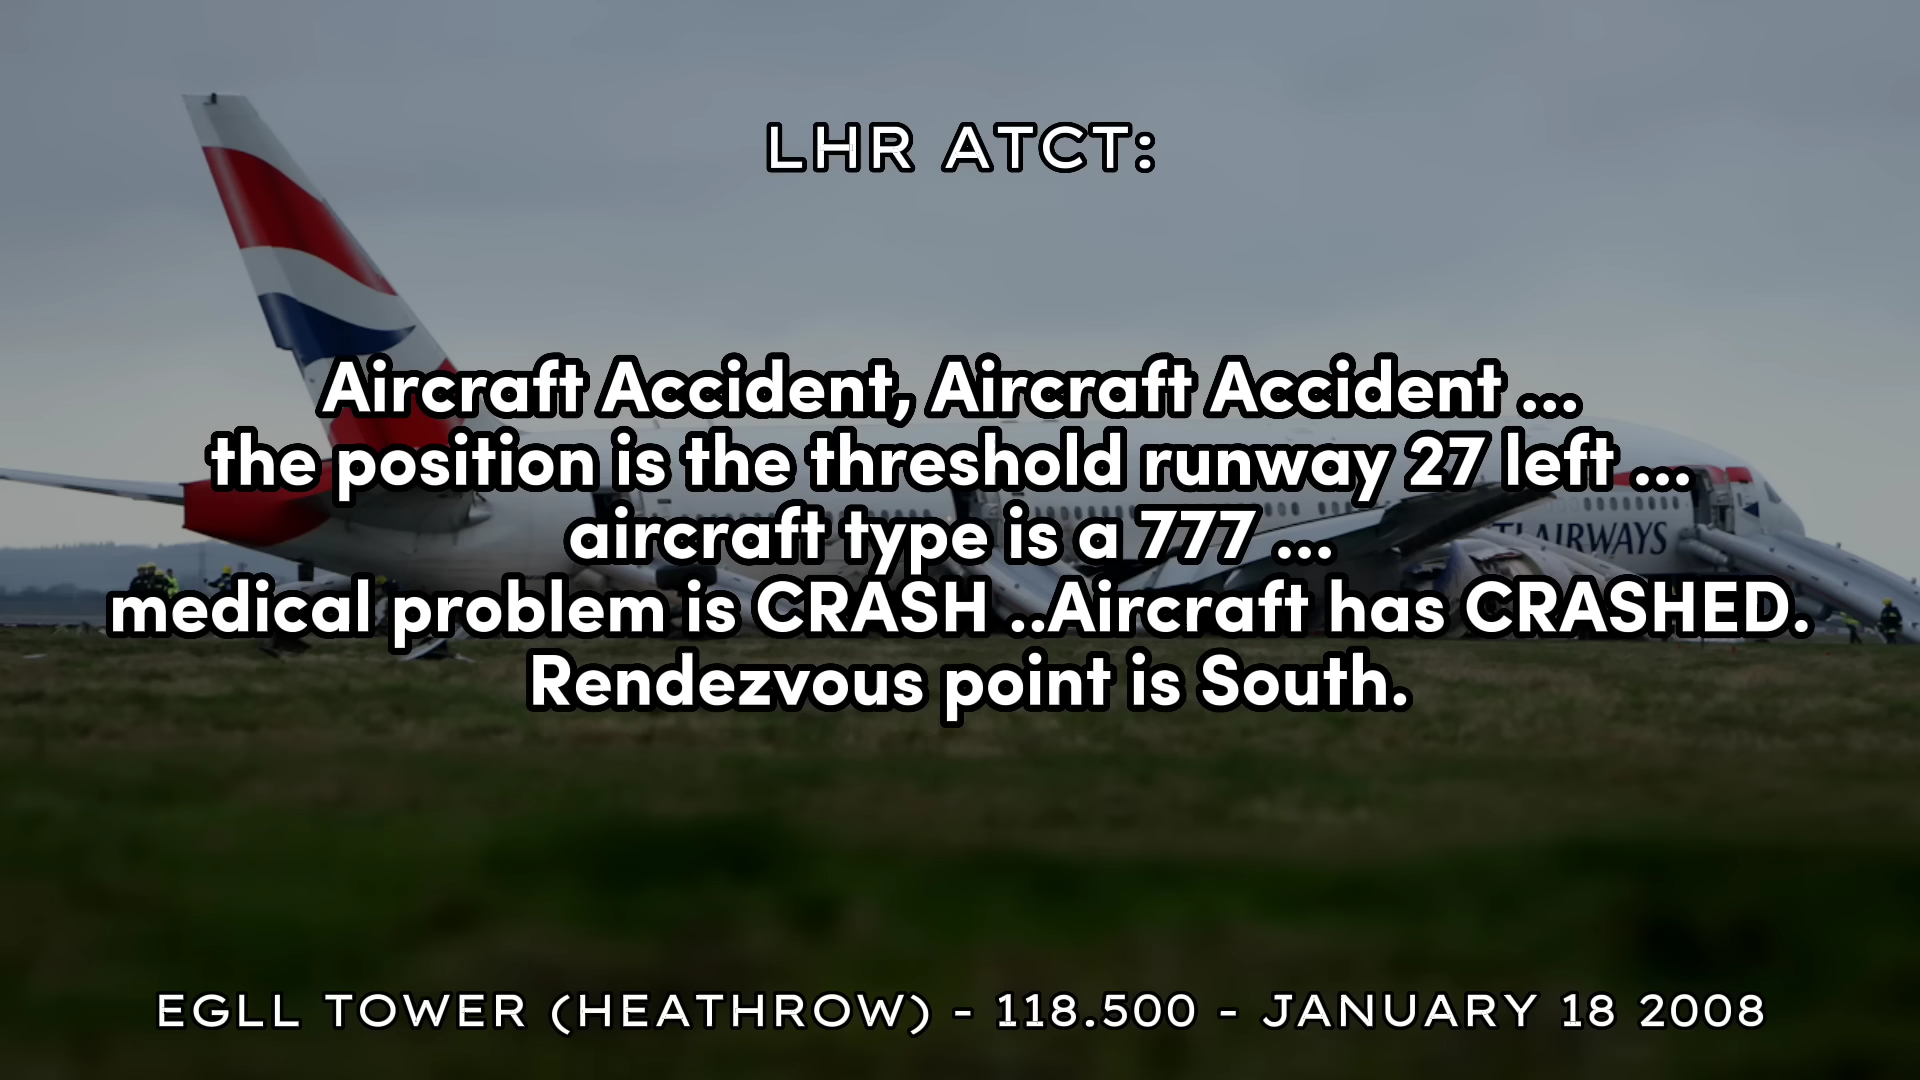 LHR ATCT:
Aircraft Accident, Aircraft Accident ...
the position is the threshold runway 27 left ...
aircraft type is a 777 ...
AIRWAYS
medical problem is CRASH ..Aircraft has CRASHED.
Rendezvous point is South.
EGLL TOWER (HEATHROW) - 118.500 - JANUARY 18 2008